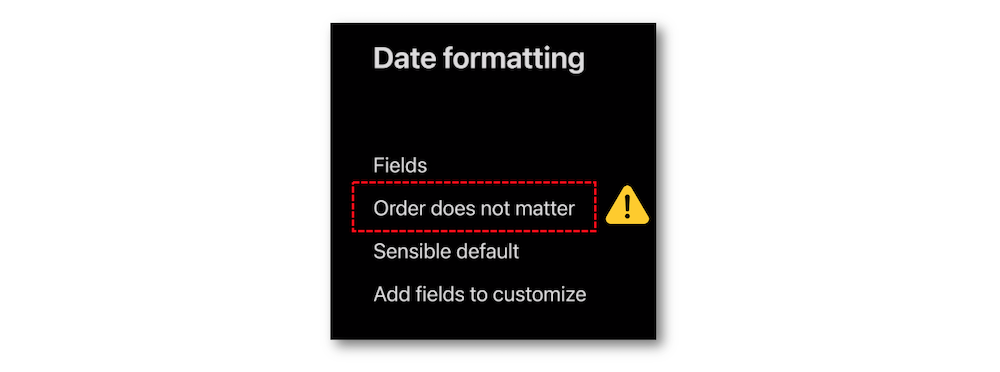 Date formatting
Fields
Order does not matter
Sensible default
Add fields to customize